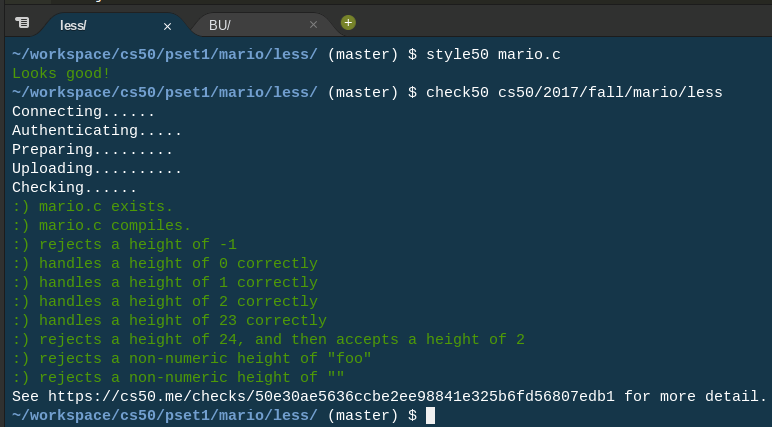 less/ × BU/ × +
~/workspace/cs50/pset1/mario/less/ (master) $ style50 mario.c
Looks good!
~/workspace/cs50/pset1/mario/less/ (master) $ check50 cs50/2017/fall/mario/less
Connecting......
Authenticating.....
Preparing.........
Uploading..........
Checking......
:) mario.c exists.
:) mario.c compiles.
:) rejects a height of -1
:) handles a height of 0 correctly
:) handles a height of 1 correctly
:) handles a height of 2 correctly
:) handles a height of 23 correctly
:) rejects a height of 24, and then accepts a height of 2
:) rejects a non-numeric height of "foo"
:) rejects a non-numeric height of ""
See https://cs50.me/checks/50e30ae5636ccbe2ee98841e325b6fd56807edb1 for more detail.
~/workspace/cs50/pset1/mario/less/ (master) $